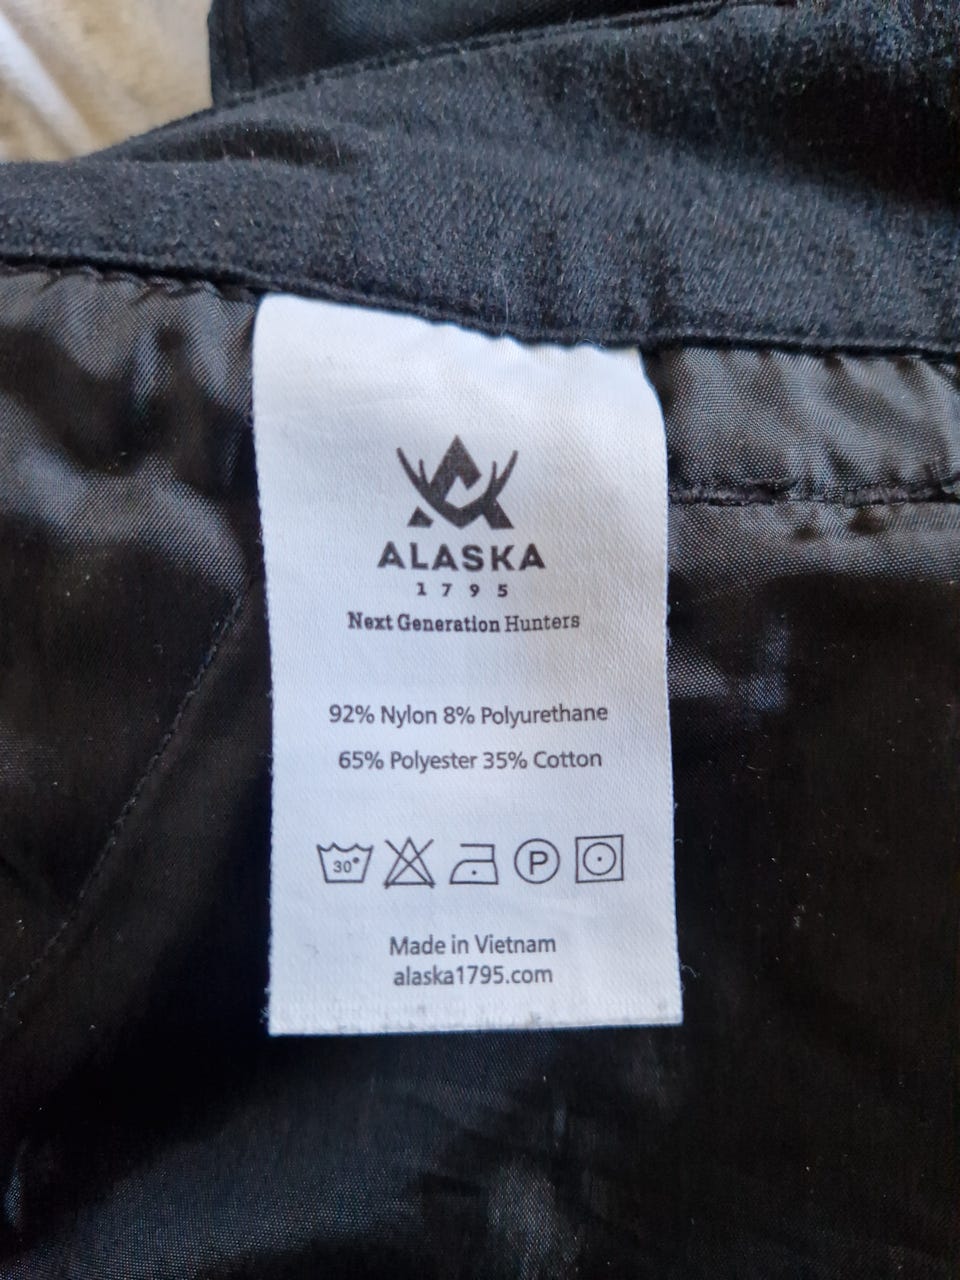 ALASKA
1795
Next Generation Hunters
92% Nylon 8% Polyurethane
65% Polyester 35% Cotton
30° P
Made in Vietnam
alaska1795.com